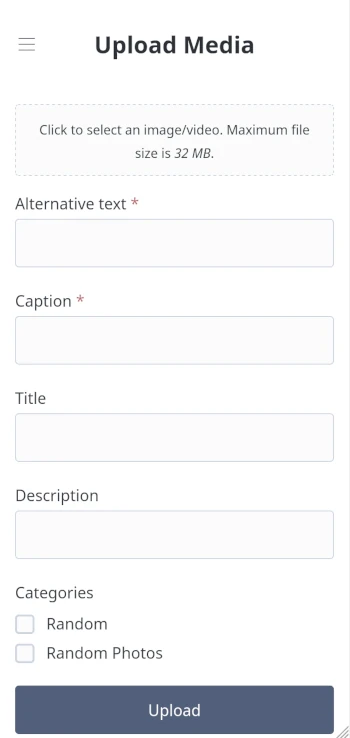 Upload Media
Click to select an image/video. Maximum file
size is 32 MB.
Alternative text *
Caption *
Title
Description
Categories
Random
Random Photos
Upload